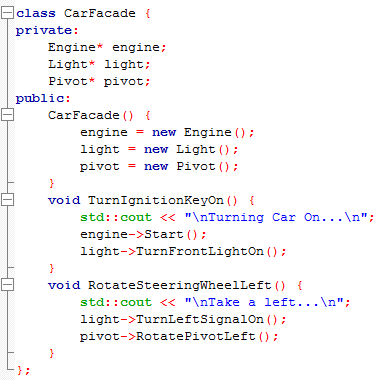 class CarFacade {
private:
    Engine* engine;
    Light* light;
    Pivot* pivot;
public:
    CarFacade() {
        engine = new Engine();
        light = new Light();
        pivot = new Pivot();
    }
    void TurnIgnitionKeyOn() {
        std::cout << "\nTurning Car On...\n";
        engine->Start();
        light->TurnFrontLightOn();
    }
    void RotateSteeringWheelLeft() {
        std::cout << "\nTake a left...\n";
        light->TurnLeftSignalOn();
        pivot->RotatePivotLeft();
    }
};